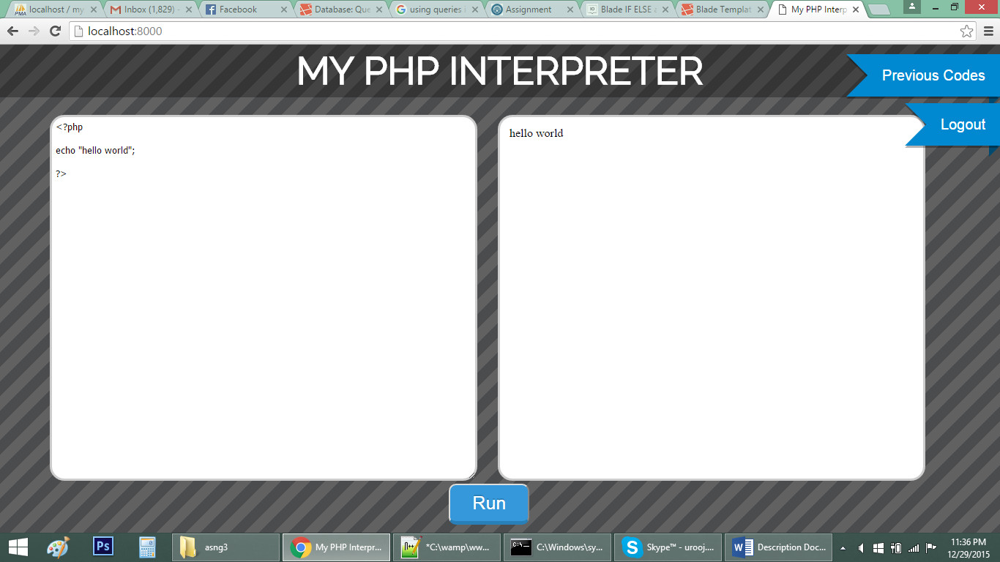 localhost / my
Inbox (1,829) -
Facebook
Database: Que
using queries i
Assignment
Blade IF ELSE a
Blade Templat
My PHP Interp
localhost:8000
MY PHP INTERPRETER
Previous Codes
Logout
<?php
echo "hello world";
?>
hello world
Run
Ps
asng3
My PHP Interpr...
*C:\wamp\ww...
C:\Windows\sy...
Skype™ - urooj....
Description Doc...
11:36 PM
12/29/2015